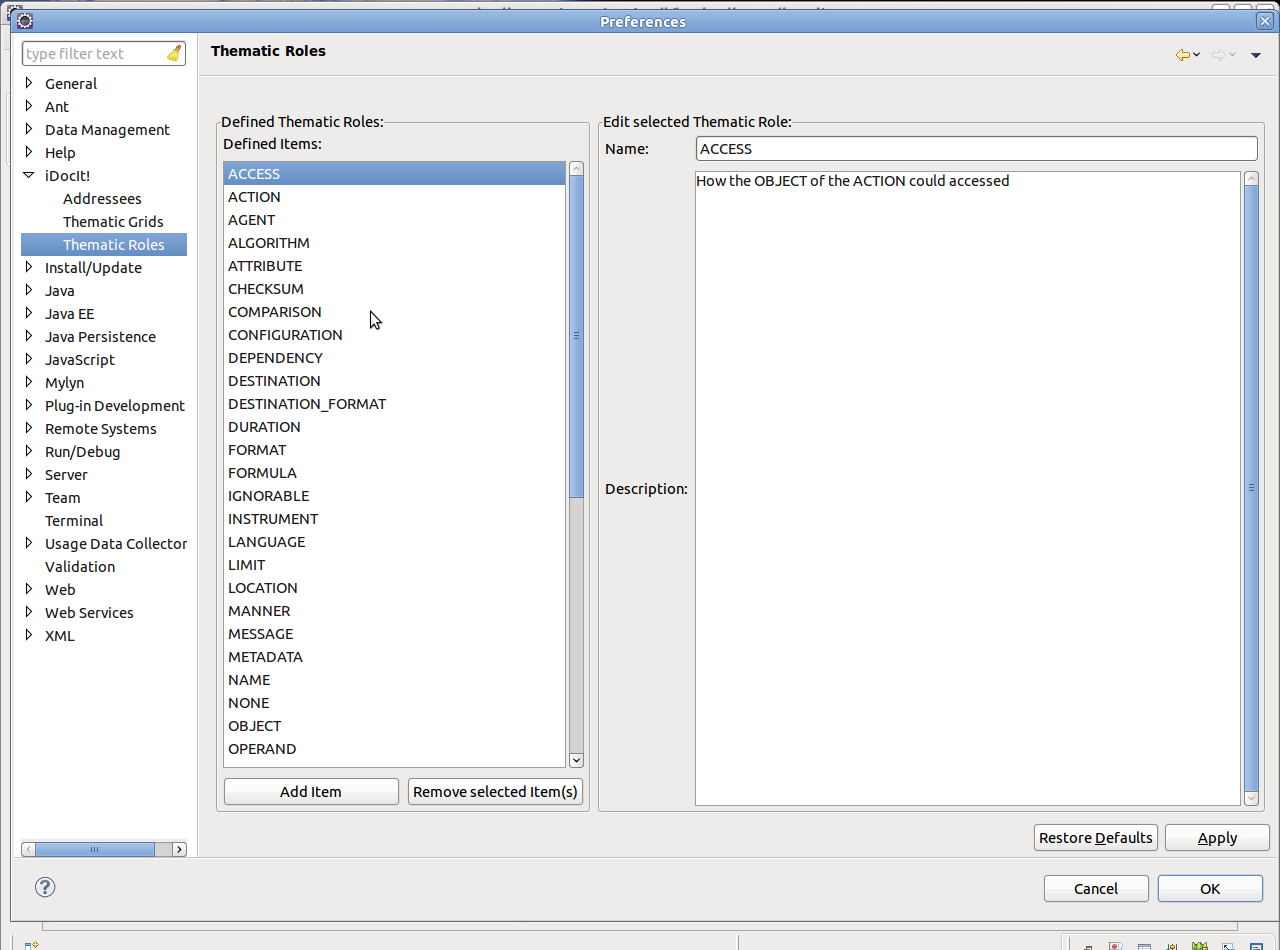 Preferences
type filter text
General
Ant
Data Management
Help
iDocIt!
Addressees
Thematic Grids
Thematic Roles
Install/Update
Java
Java EE
Java Persistence
JavaScript
Mylyn
Plug-in Development
Remote Systems
Run/Debug
Server
Team
Terminal
Usage Data Collector
Validation
Web
Web Services
XML
Thematic Roles
Defined Thematic Roles:
Defined Items:
ACCESS
ACTION
AGENT
ALGORITHM
ATTRIBUTE
CHECKSUM
COMPARISON
CONFIGURATION
DEPENDENCY
DESTINATION
DESTINATION_FORMAT
DURATION
FORMAT
FORMULA
IGNORABLE
INSTRUMENT
LANGUAGE
LIMIT
LOCATION
MANNER
MESSAGE
METADATA
NAME
NONE
OBJECT
OPERAND
Add Item
Remove selected Item(s)
Edit selected Thematic Role:
Name:
ACCESS
Description:
How the OBJECT of the ACTION could accessed
Restore Defaults
Apply
Cancel
OK